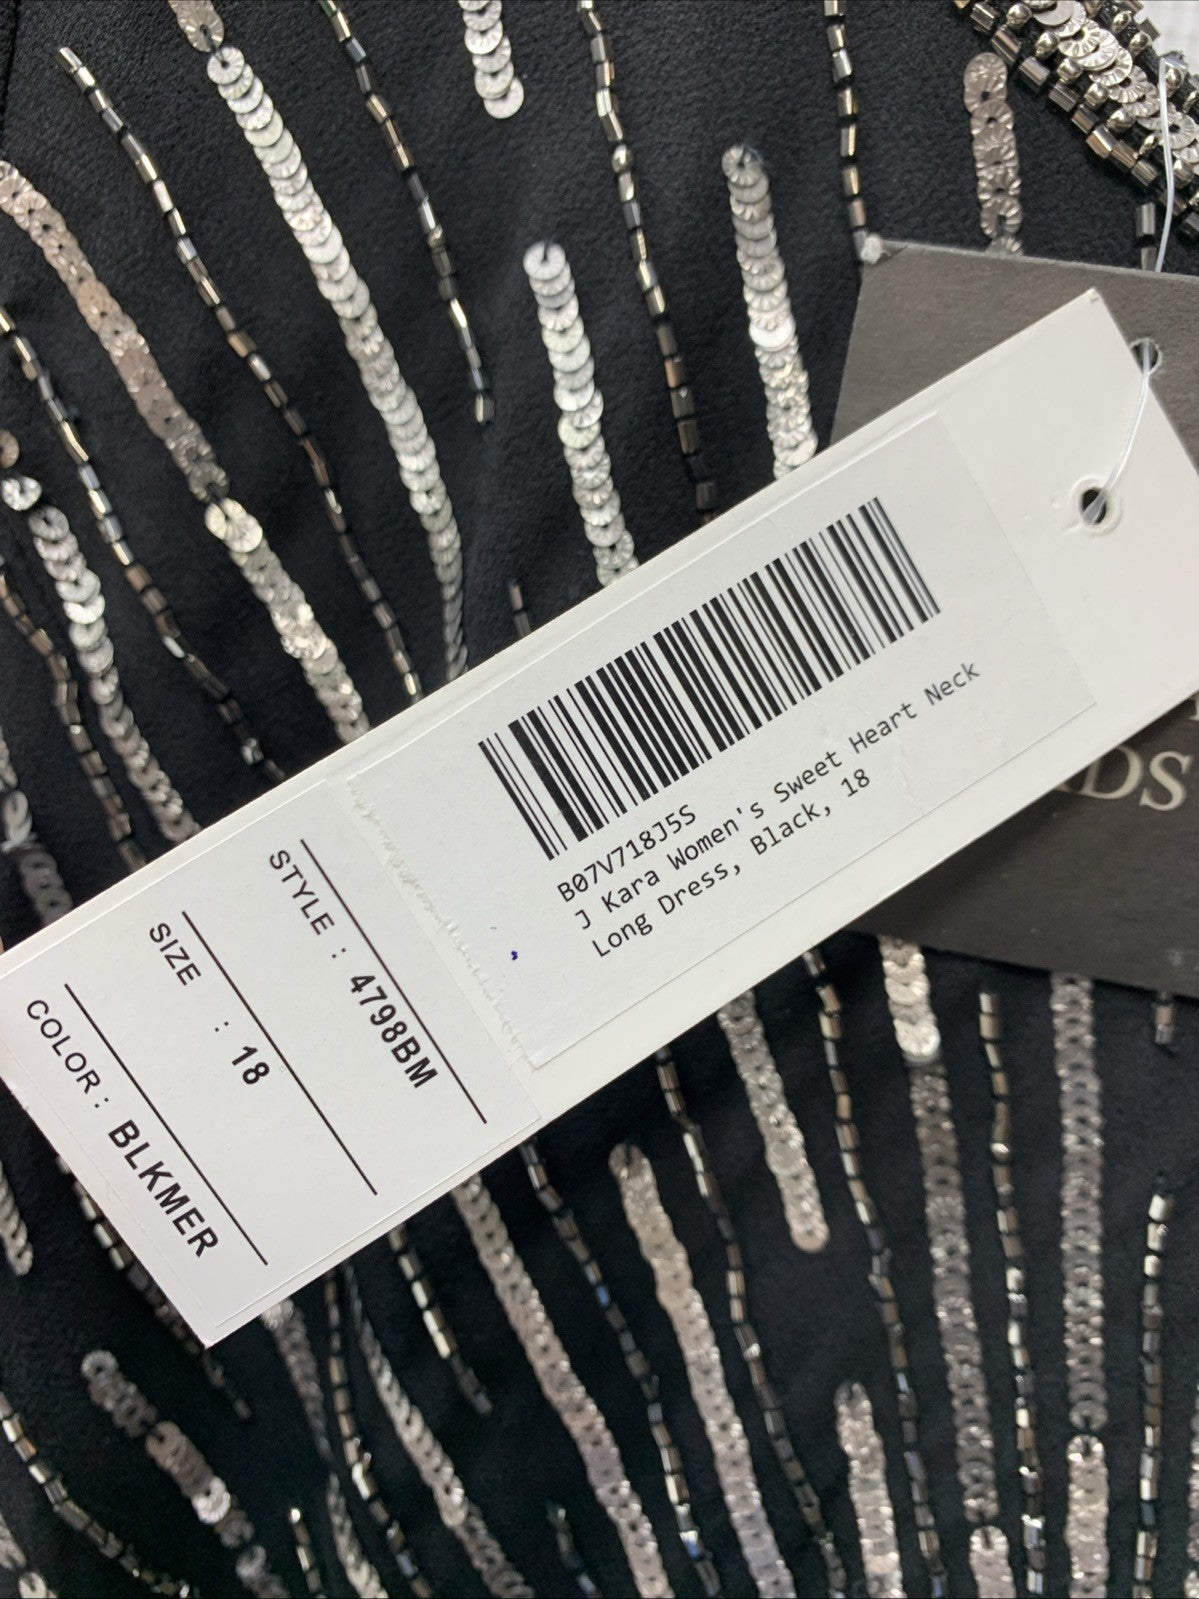 B07V718J5S
J Kara Women's Sweet Heart Neck
Long Dress, Black, 18
STYLE : 4798BM
SIZE : 18
COLOR : BLKMER